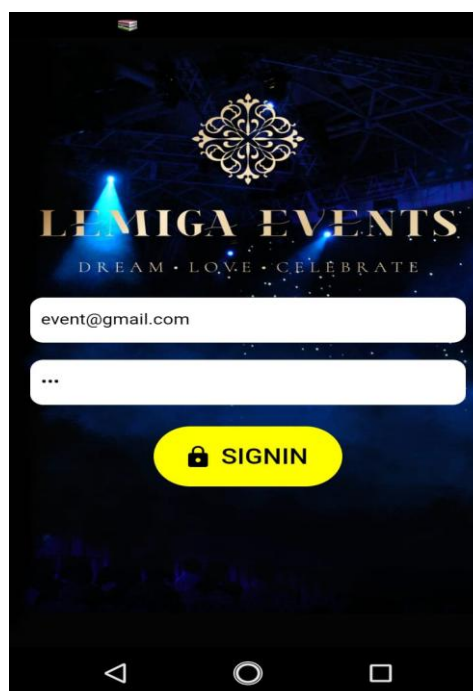 LEMIGA EVENTS
DREAM • LOVE • CELEBRATE
event@gmail.com
•••
SIGNIN